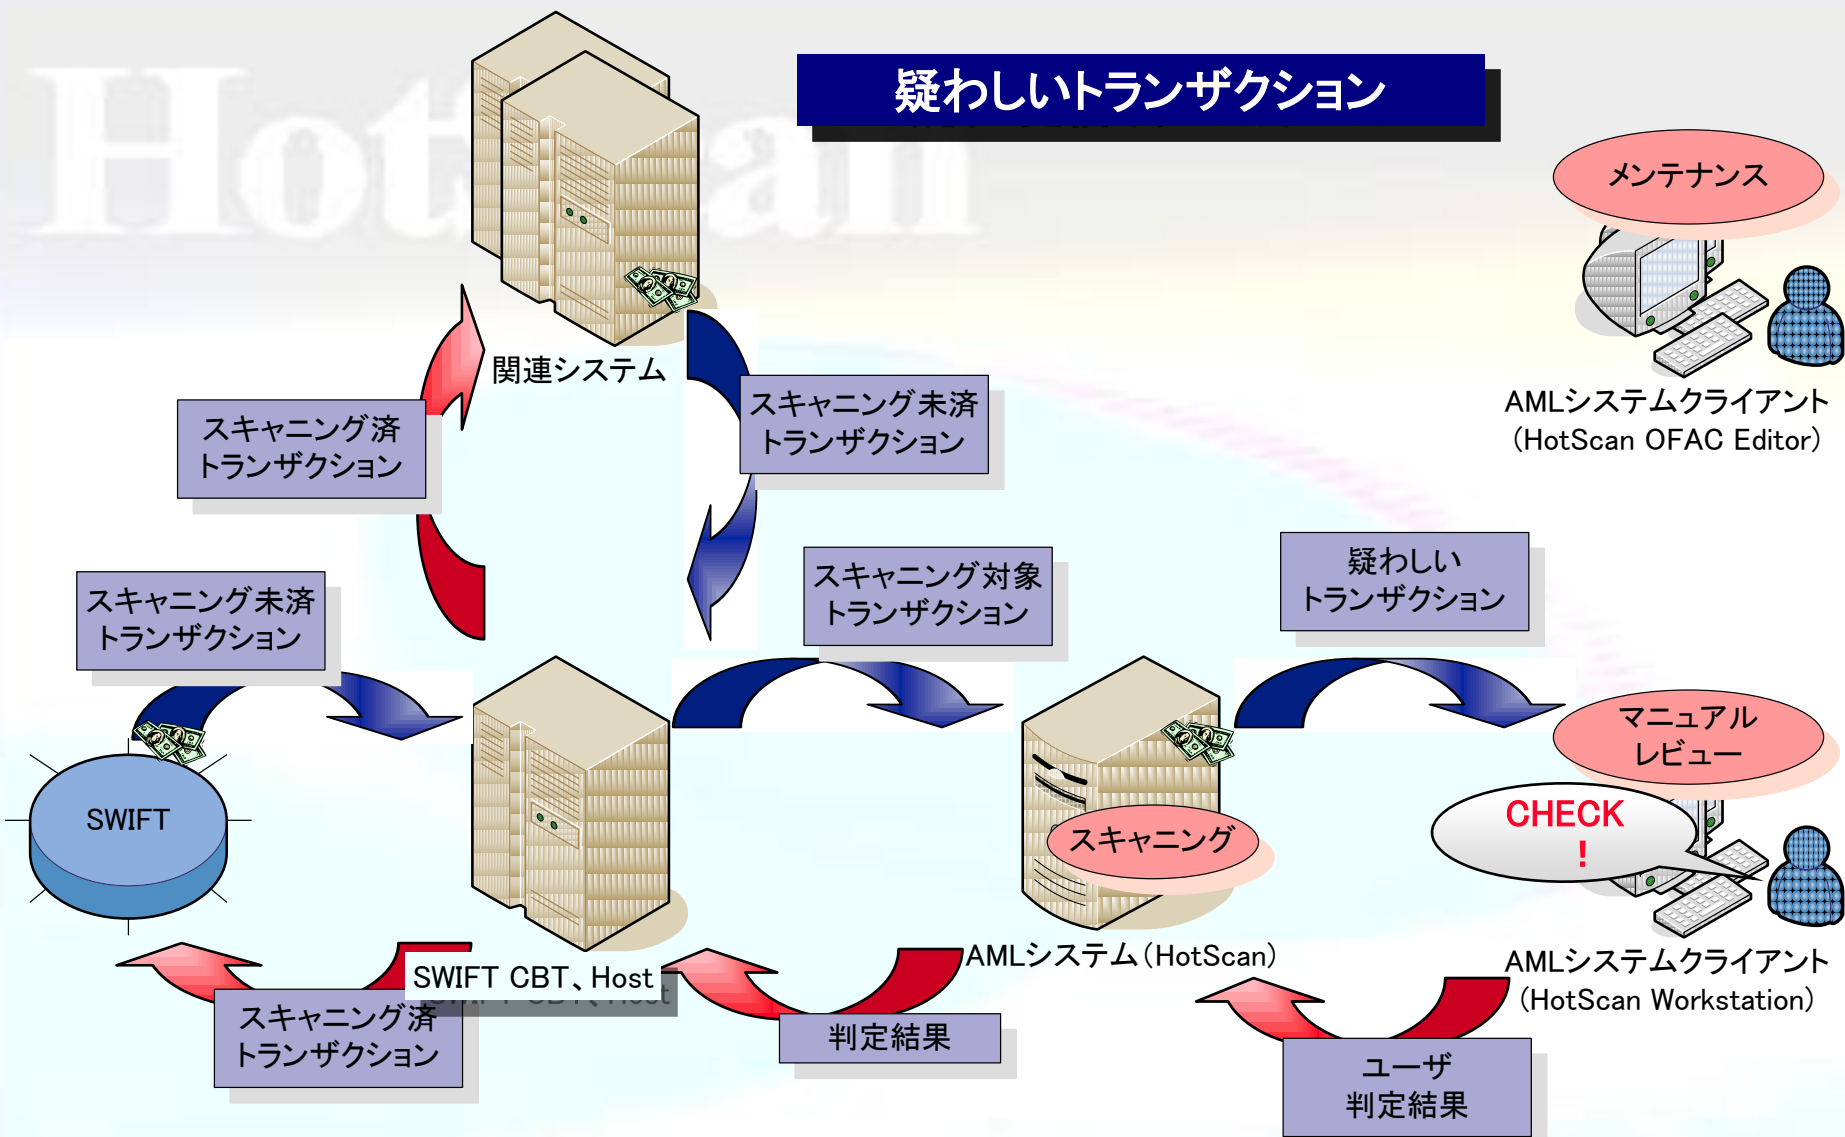 HotScan
疑わしいトランザクション
メンテナンス
関連システム
スキャニング済
トランザクション
スキャニング未済
トランザクション
AMLシステムクライアント
(HotScan OFAC Editor)
スキャニング未済
トランザクション
スキャニング対象
トランザクション
疑わしい
トランザクション
マニュアル
レビュー
SWIFT
スキャニング
CHECK
!
SWIFT CBT、Host
AMLシステム(HotScan)
AMLシステムクライアント
(HotScan Workstation)
スキャニング済
トランザクション
判定結果
ユーザ
判定結果